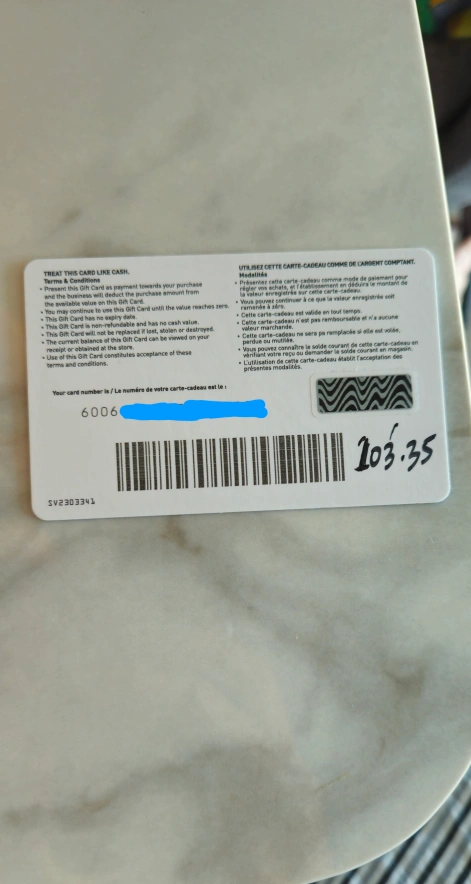 TREAT THIS CARD LIKE CASH.
Terms & Conditions
• Present this Gift Card as payment towards your purchase
and the business will deduct the purchase amount from
the available value on this Gift Card.
• You may continue to use this Gift Card until the value reaches zero.
• This Gift Card has no expiry date.
• This Gift Card is non-refundable and has no cash value.
• This Gift Card will not be replaced if lost, stolen or destroyed.
• The current balance of this Gift Card can be viewed on your
receipt or obtained at the store.
• Use of this Gift Card constitutes acceptance of these
terms and conditions.
UTILISEZ CETTE CARTE-CADEAU COMME DE L'ARGENT COMPTANT.
Modalités
• Présentez cette carte-cadeau comme mode de paiement pour
régler vos achats, et l'établissement en déduira le montant de
la valeur enregistrée sur cette carte-cadeau.
• Vous pouvez continuer à ce que la valeur enregistrée soit
ramenée à zéro.
• Cette carte-cadeau est valide en tout temps.
• Cette carte-cadeau n'est pas remboursable et n'a aucune
valeur marchande.
• Cette carte-cadeau ne sera pas remplacée si elle est volée,
perdue ou mutilée.
• Vous pouvez connaître le solde courant de cette carte-cadeau en
vérifiant votre reçu ou demander le solde courant en magasin.
• L'utilisation de cette carte-cadeau établit l'acceptation des
présentes modalités.
Your card number is / Le numéro de votre carte-cadeau est le :
6006
103.35
SV2303341